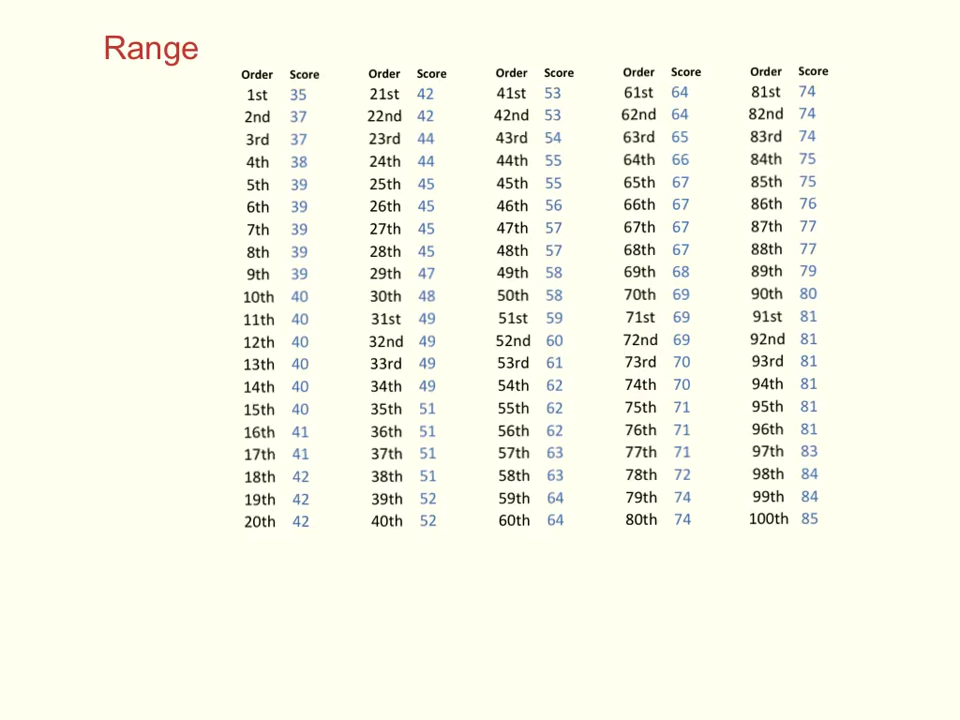 Range
Order Score Order Score Order Score Order Score Order Score
1st 35 21st 42 41st 53 61st 64 81st 74
2nd 37 22nd 42 42nd 53 62nd 64 82nd 74
3rd 37 23rd 44 43rd 54 63rd 65 83rd 74
4th 38 24th 44 44th 55 64th 66 84th 75
5th 39 25th 45 45th 55 65th 67 85th 75
6th 39 26th 45 46th 56 66th 67 86th 76
7th 39 27th 45 47th 57 67th 67 87th 77
8th 39 28th 45 48th 57 68th 67 88th 77
9th 39 29th 47 49th 58 69th 68 89th 79
10th 40 30th 48 50th 58 70th 69 90th 80
11th 40 31st 49 51st 59 71st 69 91st 81
12th 40 32nd 49 52nd 60 72nd 69 92nd 81
13th 40 33rd 49 53rd 61 73rd 70 93rd 81
14th 40 34th 49 54th 62 74th 70 94th 81
15th 40 35th 51 55th 62 75th 71 95th 81
16th 41 36th 51 56th 62 76th 71 96th 81
17th 41 37th 51 57th 63 77th 71 97th 83
18th 42 38th 51 58th 63 78th 72 98th 84
19th 42 39th 52 59th 64 79th 74 99th 84
20th 42 40th 52 60th 64 80th 74 100th 85